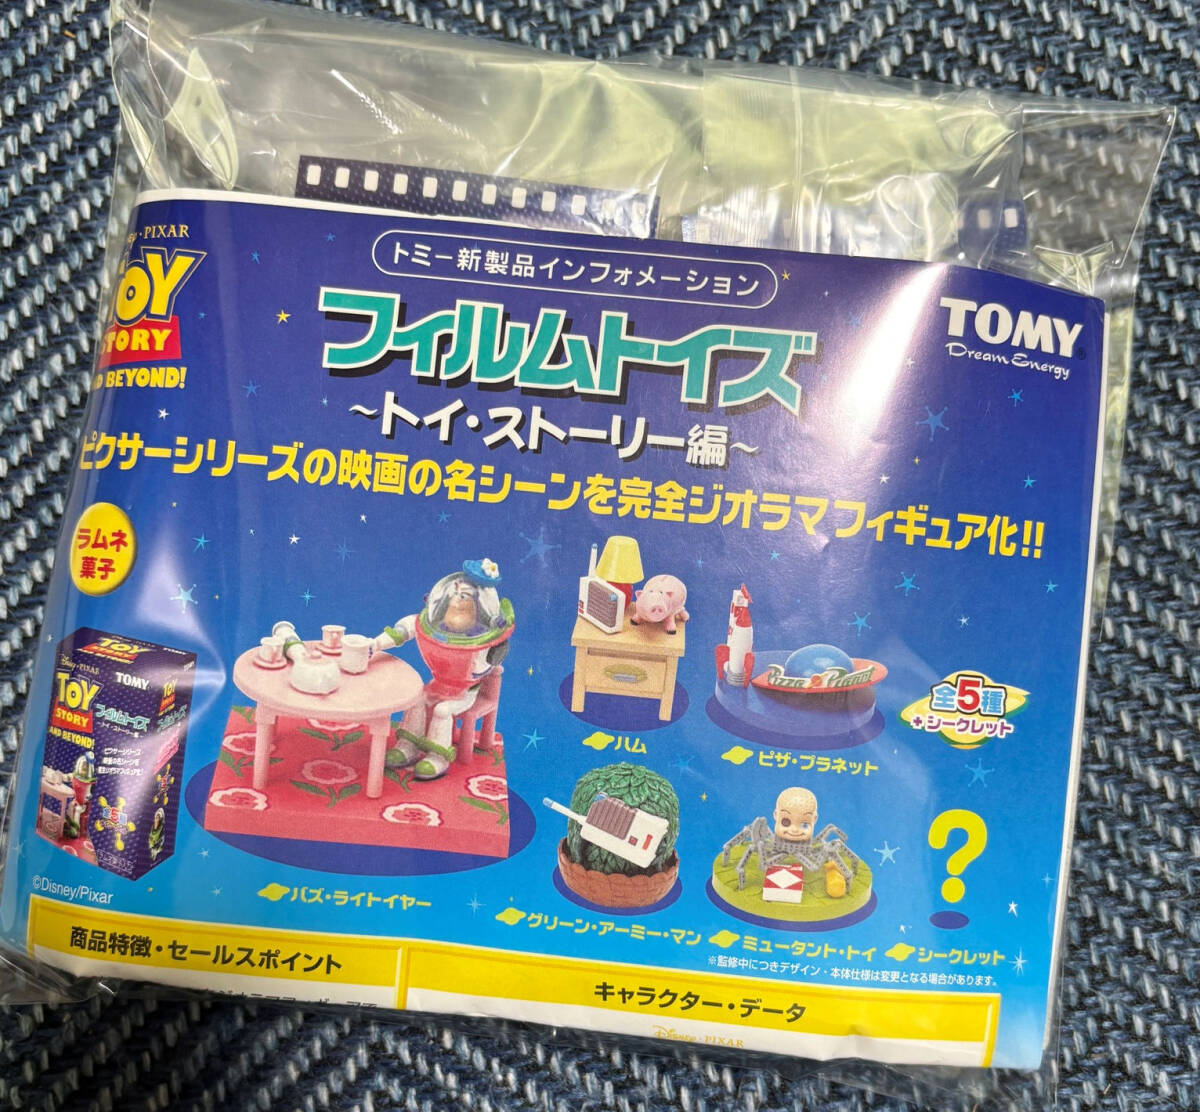 PIXAR
TOY
STORY
AND BEYOND!
トミー新製品インフォメーション
フィルムトイズ
~トイ・ストーリー編~
TOMY
Dream Energy
ピクサーシリーズの映画の名シーンを完全ジオラマフィギュア化!!
ラムネ
菓子
Disney・PIXAR
TOY
STORY
AND BEYOND!
TOMY
フィルムトイズ
全5種
TOY
©Disney/Pixar
Pizza Planet
全5種
+シークレット
ハム
ピザ・プラネット
バズ・ライトイヤー
グリーン・アーミー・マン
ミュータント・トイ
?
シークレット
※監修中につきデザイン・本体仕様は変更となる場合があります。
商品特徴・セールスポイント
キャラクター・データ
Disney・PIXAR